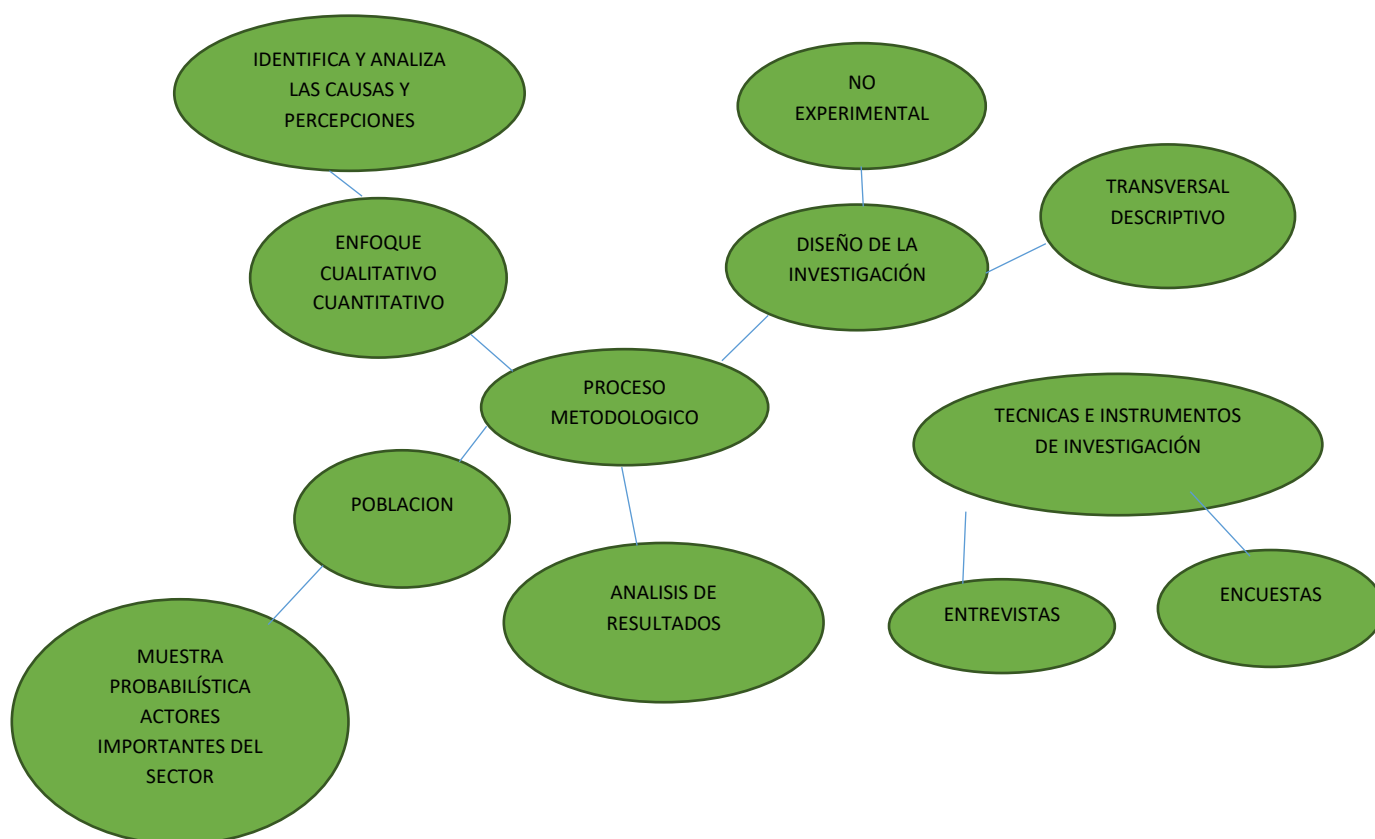 IDENTIFICA Y ANALIZA
LAS CAUSAS Y
PERCEPCIONES
NO
EXPERIMENTAL
TRANSVERSAL
DESCRIPTIVO
ENFOQUE
CUALITATIVO
CUANTITATIVO
DISEÑO DE LA
INVESTIGACIÓN
PROCESO
METODOLOGICO
TECNICAS E INSTRUMENTOS
DE INVESTIGACIÓN
POBLACION
ANALISIS DE
RESULTADOS
ENTREVISTAS
ENCUESTAS
MUESTRA
PROBABILÍSTICA
ACTORES
IMPORTANTES DEL
SECTOR